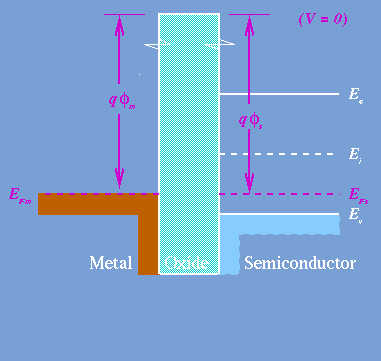 (V = 0)
qϕm
qϕs
Ec
Ei
EFm
EFs
Ev
Metal
Oxide
Semiconductor